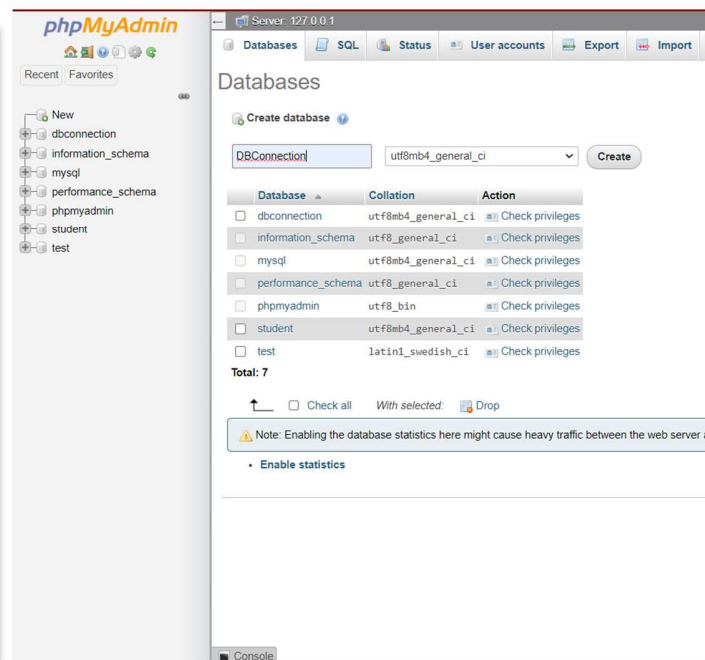 phpMyAdmin
Recent Favorites
New
dbconnection
information_schema
mysql
performance_schema
phpmyadmin
student
test
Server: 127.0.0.1
Databases SQL Status User accounts Export Import
Databases
Create database
DBConnection utf8mb4_general_ci Create
Database Collation Action
dbconnection utf8mb4_general_ci Check privileges
information_schema utf8_general_ci Check privileges
mysql utf8mb4_general_ci Check privileges
performance_schema utf8_general_ci Check privileges
phpmyadmin utf8_bin Check privileges
student utf8mb4_general_ci Check privileges
test latin1_swedish_ci Check privileges
Total: 7
Check all With selected: Drop
Note: Enabling the database statistics here might cause heavy traffic between the web server
Enable statistics
Console